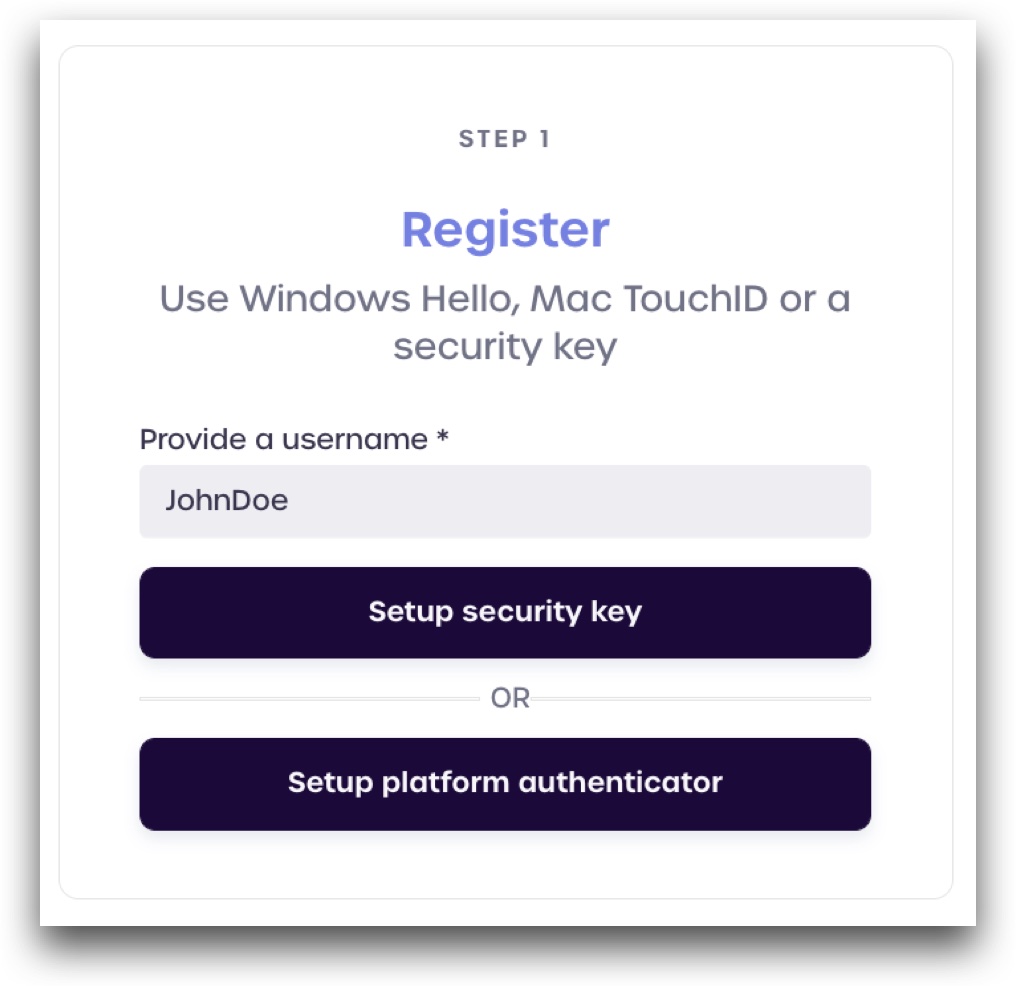 STEP 1
Register
Use Windows Hello, Mac TouchID or a
security key
Provide a username *
JohnDoe
Setup security key
OR
Setup platform authenticator